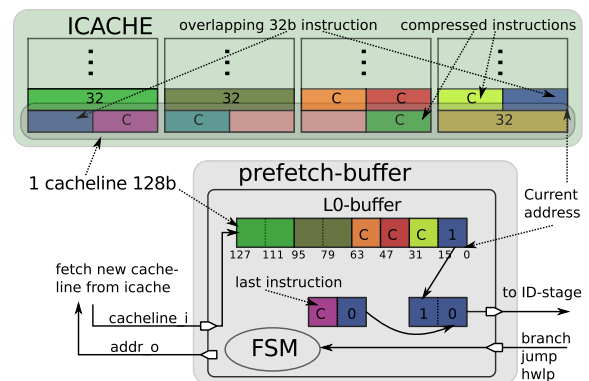 ICACHE
overlapping 32b instruction
compressed instructions
32
32
C
C
C
C
C
C
32
1 cacheline 128b
prefetch-buffer
L0-buffer
Current
address
C
C
C
1
127
111
95
79
63
47
31
15
0
fetch new cache-
line from icache
last instruction
to ID-stage
C
0
1
0
cacheline_i
addr_o
FSM
branch
jump
hwlp